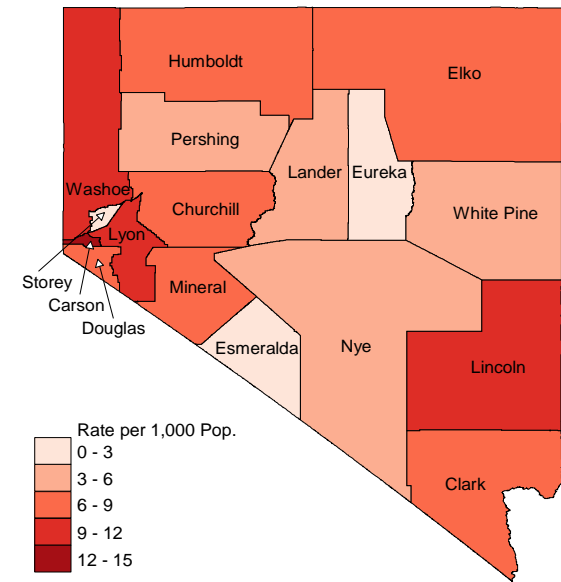 Humboldt
Elko
Pershing
Lander
Eureka
Washoe
Churchill
White Pine
Lyon
Storey
Carson
Mineral
Douglas
Esmeralda
Nye
Lincoln
Clark
Rate per 1,000 Pop.
0 - 3
3 - 6
6 - 9
9 - 12
12 - 15